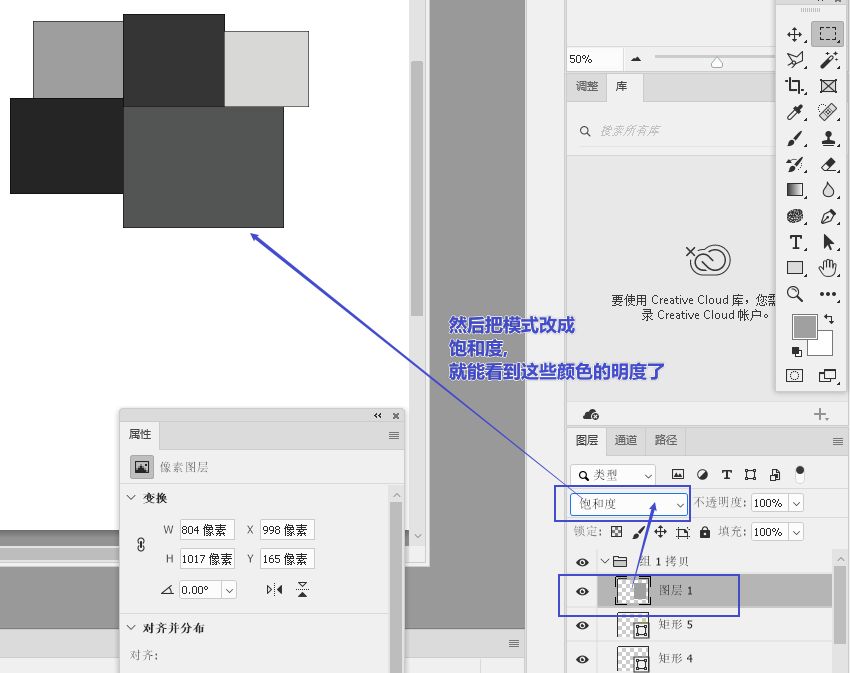 50%
调整
库
搜索所有库
要使用 Creative Cloud 库，您需
录 Creative Cloud 帐户。
然后把模式改成
饱和度,
就能看到这些颜色的明度了
属性
像素图层
变换
W 804 像素 X 998 像素
H 1017 像素 Y 165 像素
0.00°
对齐并分布
对齐:
图层 通道 路径
类型
饱和度 不透明度: 100%
锁定: 填充: 100%
组 1 拷贝
图层 1
矩形 5
矩形 4